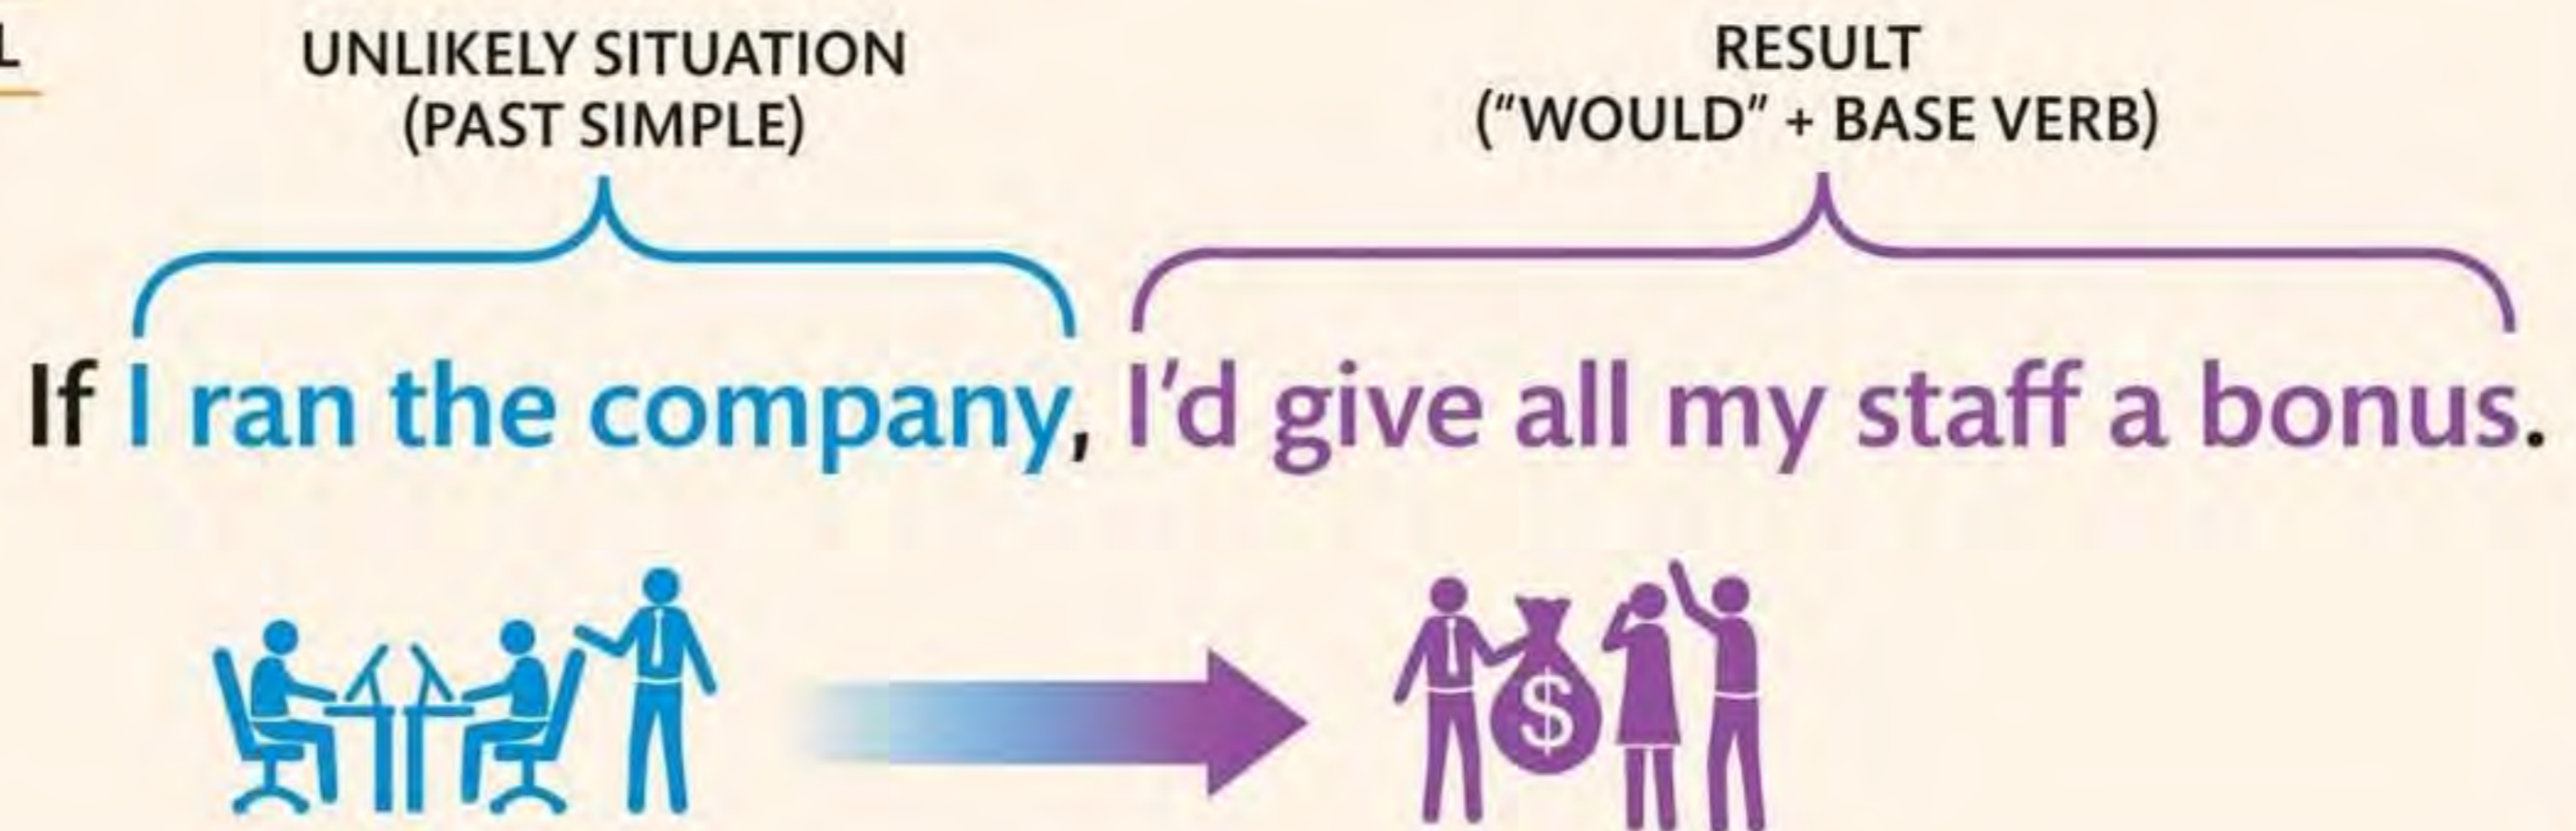 L
UNLIKELY SITUATION
(PAST SIMPLE)
RESULT
(“WOULD” + BASE VERB)
If I ran the company, I’d give all my staff a bonus.
$